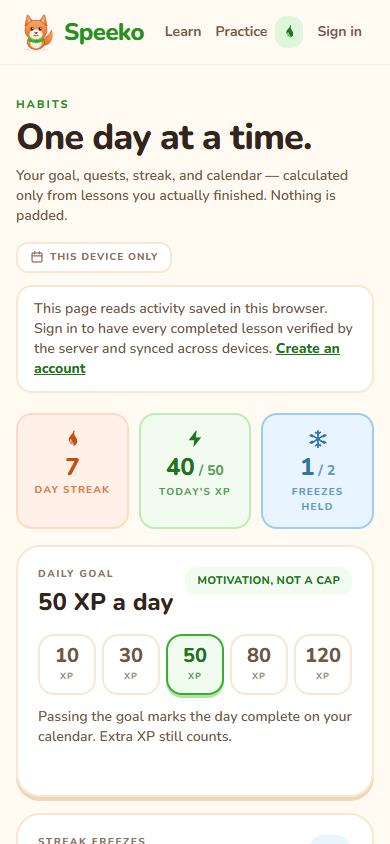 Speeko
Learn
Practice
Sign in
HABITS
One day at a time.
Your goal, quests, streak, and calendar — calculated
only from lessons you actually finished. Nothing is
padded.
THIS DEVICE ONLY
This page reads activity saved in this browser.
Sign in to have every completed lesson verified by
the server and synced across devices. Create an
account
7
DAY STREAK
40 / 50
TODAY'S XP
1 / 2
FREEZES
HELD
DAILY GOAL
MOTIVATION, NOT A CAP
50 XP a day
10
XP
30
XP
50
XP
80
XP
120
XP
Passing the goal marks the day complete on your
calendar. Extra XP still counts.
STREAK FREEZES